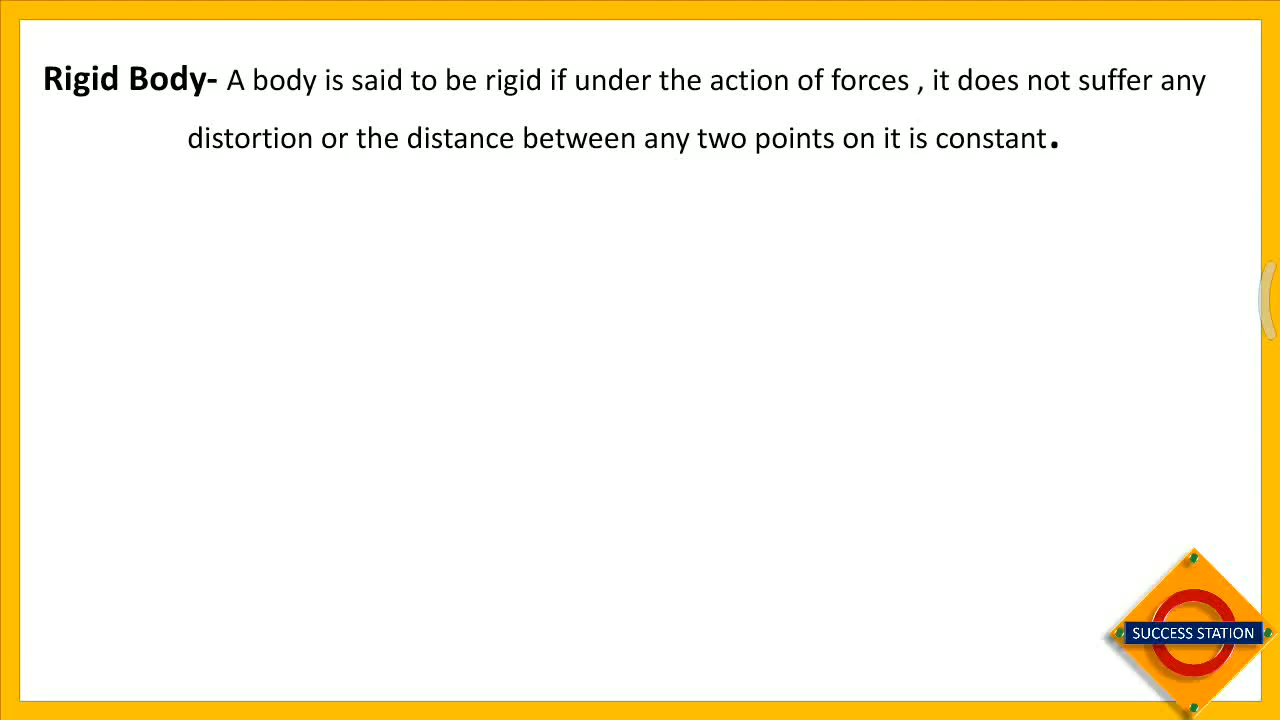 Rigid Body- A body is said to be rigid if under the action of forces , it does not suffer any
distortion or the distance between any two points on it is constant.
SUCCESS STATION